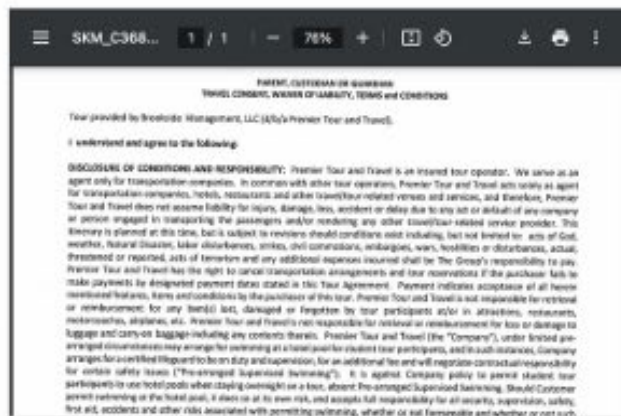 SKM_C368... 1 / 1 76%
PARENT, CUSTODIAN OR GUARDIAN
TRAVEL CONSENT, WAIVER OF LIABILITY, TERMS and CONDITIONS
Tour provided by Brookside Management, LLC (d/b/a Premier Tour and Travel).
I understand and agree to the following:
DISCLOSURE OF CONDITIONS AND RESPONSIBILITY: Premier Tour and Travel is an insured tour operator. We serve as an
agent only for transportation companies. In common with other tour operators, Premier Tour and Travel acts solely as agent
for transportation companies, hotels, restaurants and other travel/tour related venues and services, and therefore, Premier
Tour and Travel does not assume liability for injury, damage, loss, accident or delay due to any act or default of any company
or person engaged in transporting the passengers and/or rendering any other travel/tour related service provider. This
itinerary is planned at this time, but is subject to revisions should conditions exist including, but not limited to: acts of God,
weather, Natural Disaster, labor disturbances, strikes, civil commotions, embargoes, wars, hostilities or disturbances, actual,
threatened or reported, acts of terrorism and any additional expenses incurred shall be The Group's responsibility to pay.
Premier Tour and Travel has the right to cancel transportation arrangements and tour reservations if the purchaser fails to
make payments by designated payment dates stated in this Tour Agreement. Payment indicates acceptance of all herein
mentioned features, items and conditions by the purchaser of this tour. Premier Tour and Travel is not responsible for retrieval
or reimbursement for any item(s) lost, damaged or forgotten by tour participants at/or in attractions, restaurants,
motorcoaches, airplanes, etc. Premier Tour and Travel is not responsible for retrieval or reimbursement for loss or damage to
luggage and carry-on baggage including any contents therein. Premier Tour and Travel (the "Company"), under limited pre-
arranged circumstances may arrange for swimming at a hotel pool for student tour participants, and in such instances, Company
arranges for a certified lifeguard to be on duty and supervision, for an additional fee and will negotiate contractual responsibility
for certain safety issues ("Pre-arranged Supervised Swimming"). It is against Company policy to permit student tour
participants to use hotel pools when staying overnight on a tour, absent Pre-arranged Supervised Swimming. Should Customer
permit swimming at the hotel pool, it does so at its own risk, and accepts full responsibility for all security, supervision, safety,
first aid, accidents and other risks associated with permitting swimming, whether or not foreseeable and whether or not